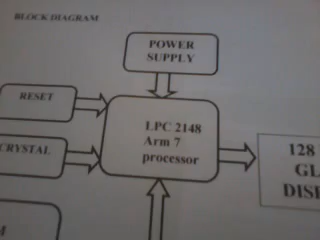 BLOCK DIAGRAM
POWER
SUPPLY
RESET
LPC 2148
Arm 7
processor
CRYSTAL
128
GL
DISP
M